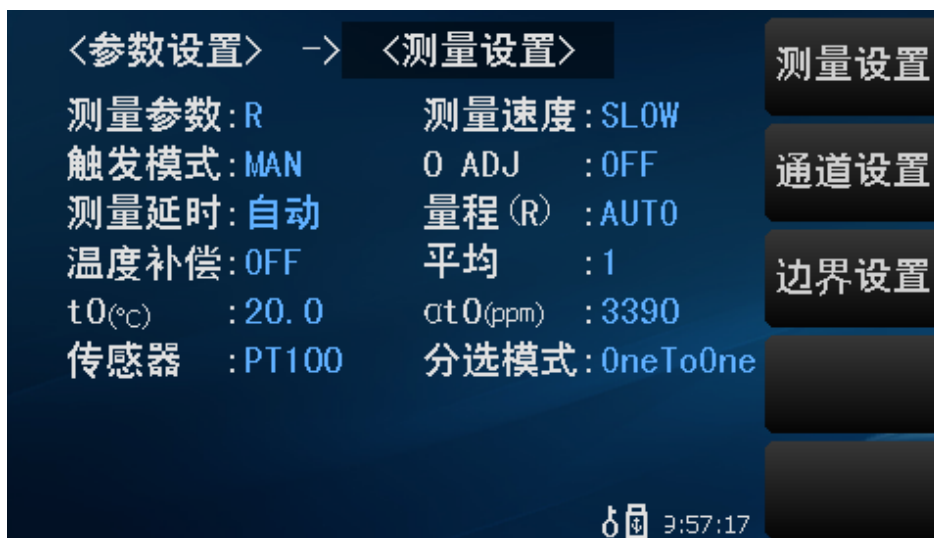 <参数设置> -> <测量设置>
测量参数:R 测量速度:SLOW
触发模式:MAN 0 ADJ :OFF
测量延时:自动 量程(R) :AUTO
温度补偿:OFF 平均 :1
t0(℃) :20.0 αt0(ppm) :3390
传感器 :PT100 分选模式:OneToOne
9:57:17
测量设置
通道设置
边界设置